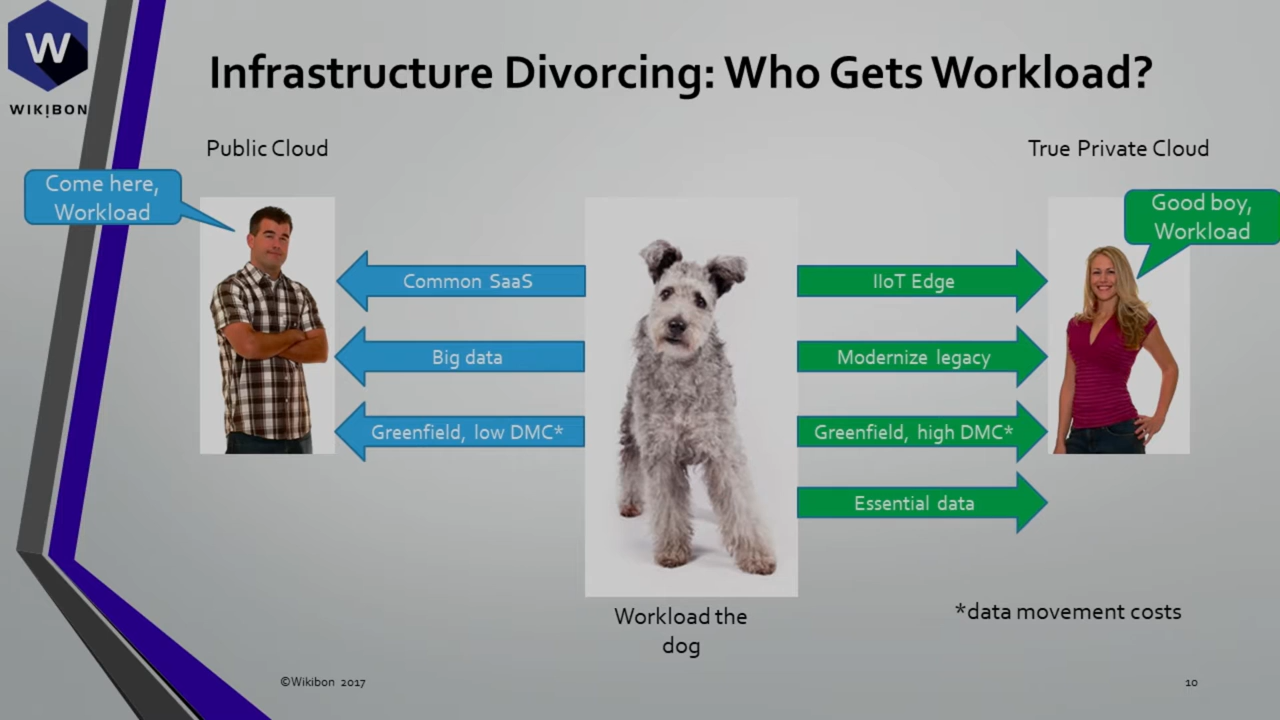 W
WIKIBON
Infrastructure Divorcing: Who Gets Workload?
Public Cloud
True Private Cloud
Come here,
Workload
Good boy,
Workload
Common SaaS
Big data
Greenfield, low DMC*
IIoT Edge
Modernize legacy
Greenfield, high DMC*
Essential data
Workload the
dog
*data movement costs
©Wikibon 2017
10